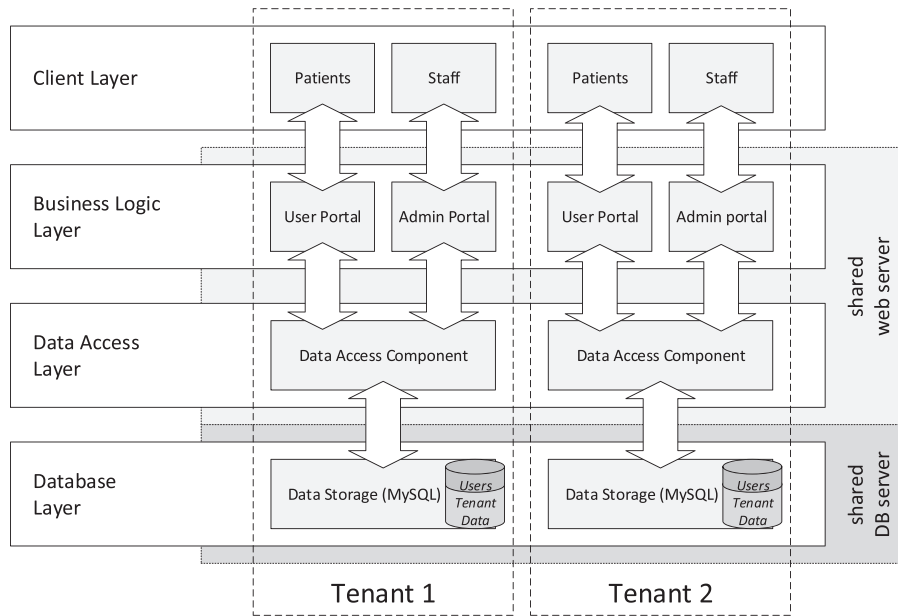 Client Layer
Patients
Staff
Patients
Staff
Business Logic
Layer
User Portal
Admin Portal
User Portal
Admin portal
shared
web server
Data Access
Layer
Data Access Component
Data Access Component
Database
Layer
Data Storage (MySQL)
Users
Tenant
Data
Data Storage (MySQL)
Users
Tenant
Data
shared
DB server
Tenant 1
Tenant 2